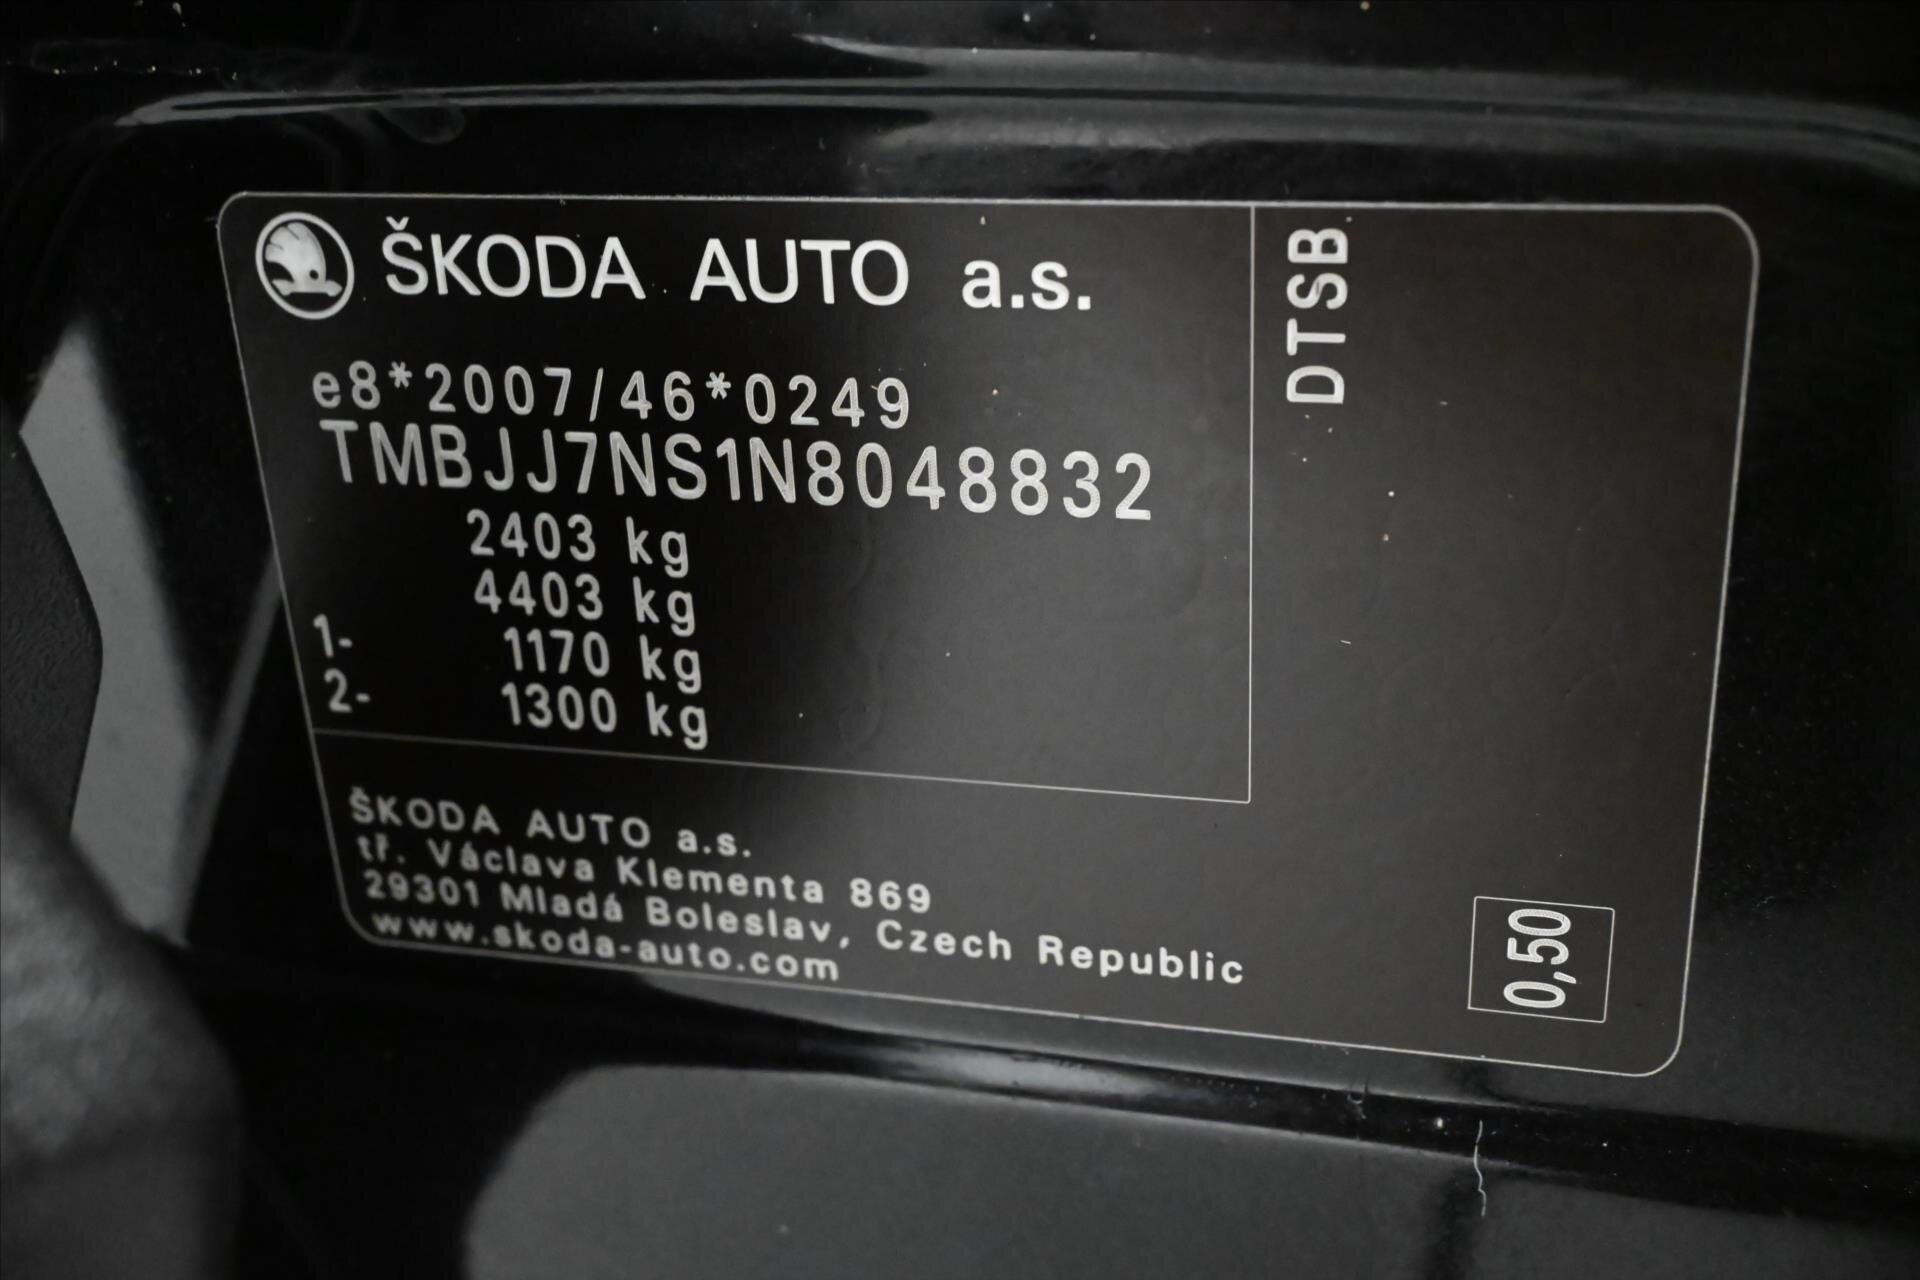 ŠKODA AUTO a.s.
e8*2007/46*0249
TMBJJ7NS1N8048832
2403 kg
4403 kg
1- 1170 kg
2- 1300 kg
DTSB
ŠKODA AUTO a.s.
tř. Václava Klementa 869
29301 Mladá Boleslav, Czech Republic
www.skoda-auto.com
0,50